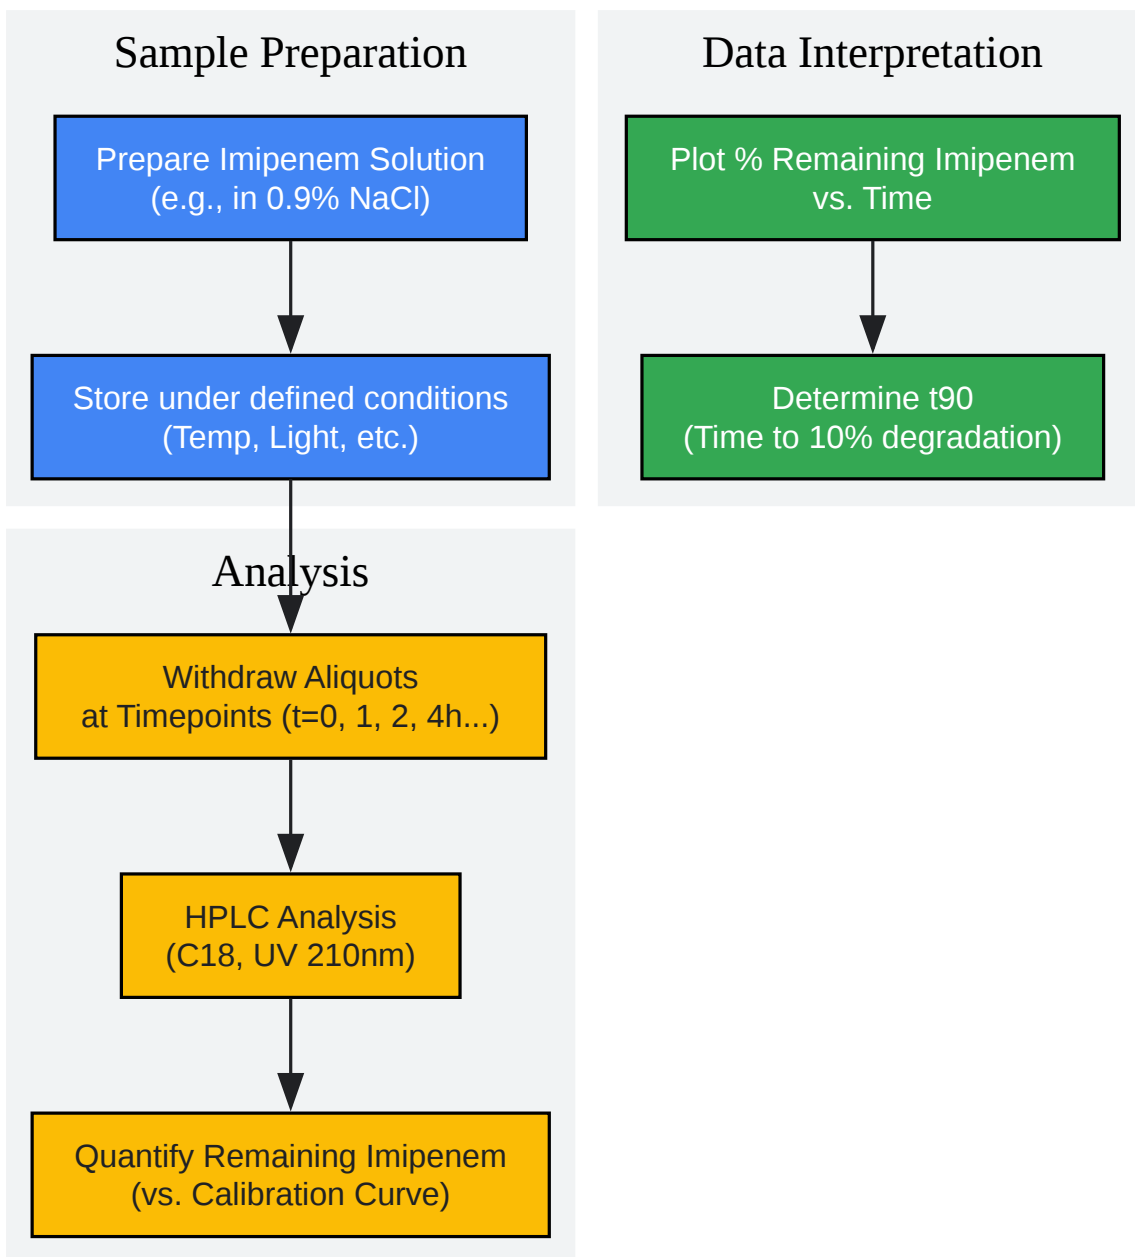 Sample Preparation
Prepare Imipenem Solution
(e.g., in 0.9% NaCl)
Store under defined conditions
(Temp, Light, etc.)
Analysis
Withdraw Aliquots
at Timepoints (t=0, 1, 2, 4h...)
HPLC Analysis
(C18, UV 210nm)
Quantify Remaining Imipenem
(vs. Calibration Curve)
Data Interpretation
Plot % Remaining Imipenem
vs. Time
Determine t90
(Time to 10% degradation)